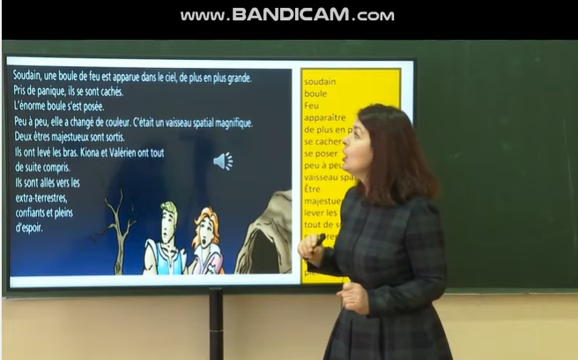 www.BANDICAM.com
Soudain, une boule de feu est apparue dans le ciel, de plus en plus grande.
Pris de panique, ils se sont cachés.
L'énorme boule s'est posée.
Peu à peu, elle a changé de couleur. C'était un vaisseau spatial magnifique.
Deux êtres majestueux sont sortis.
Ils ont levé les bras. Kiona et Valérien ont tout
de suite compris.
Ils sont allés vers les
extra-terrestres,
confiants et pleins
d'espoir.
soudain
boule
Feu
apparaître
de plus en
se cacher
se poser
peu à peu
vaisseau
Être
lever les
tout de